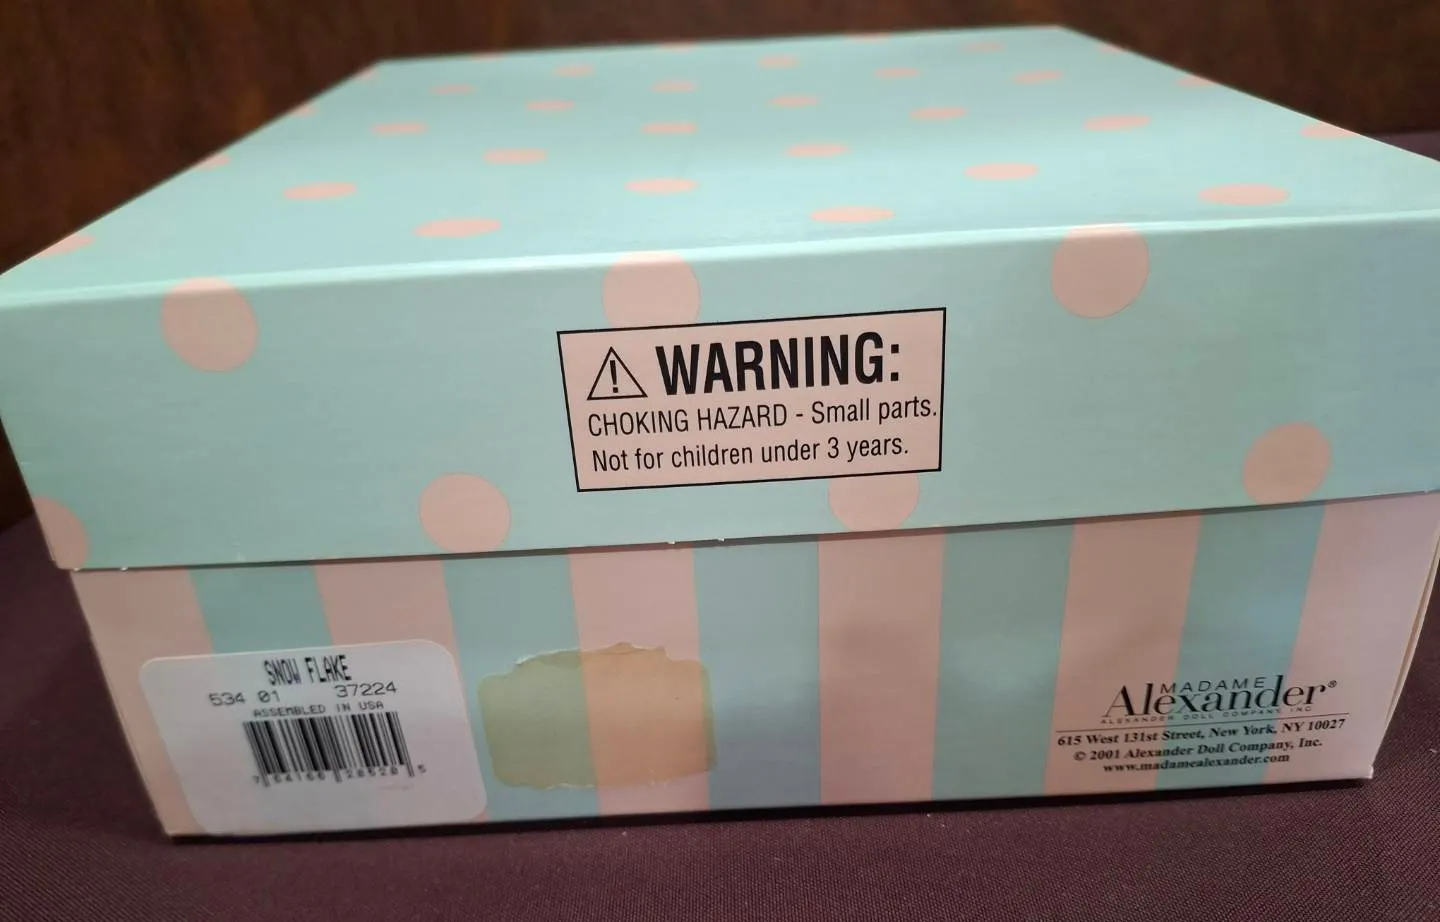 WARNING:
CHOKING HAZARD - Small parts.
Not for children under 3 years.
SNOW FLAKE
534 01 37224
ASSEMBLED IN USA
MADAME
Alexander®
ALEXANDER DOLL COMPANY INC
615 West 131st Street, New York, NY 10027
© 2001 Alexander Doll Company, Inc.
www.madamealexander.com